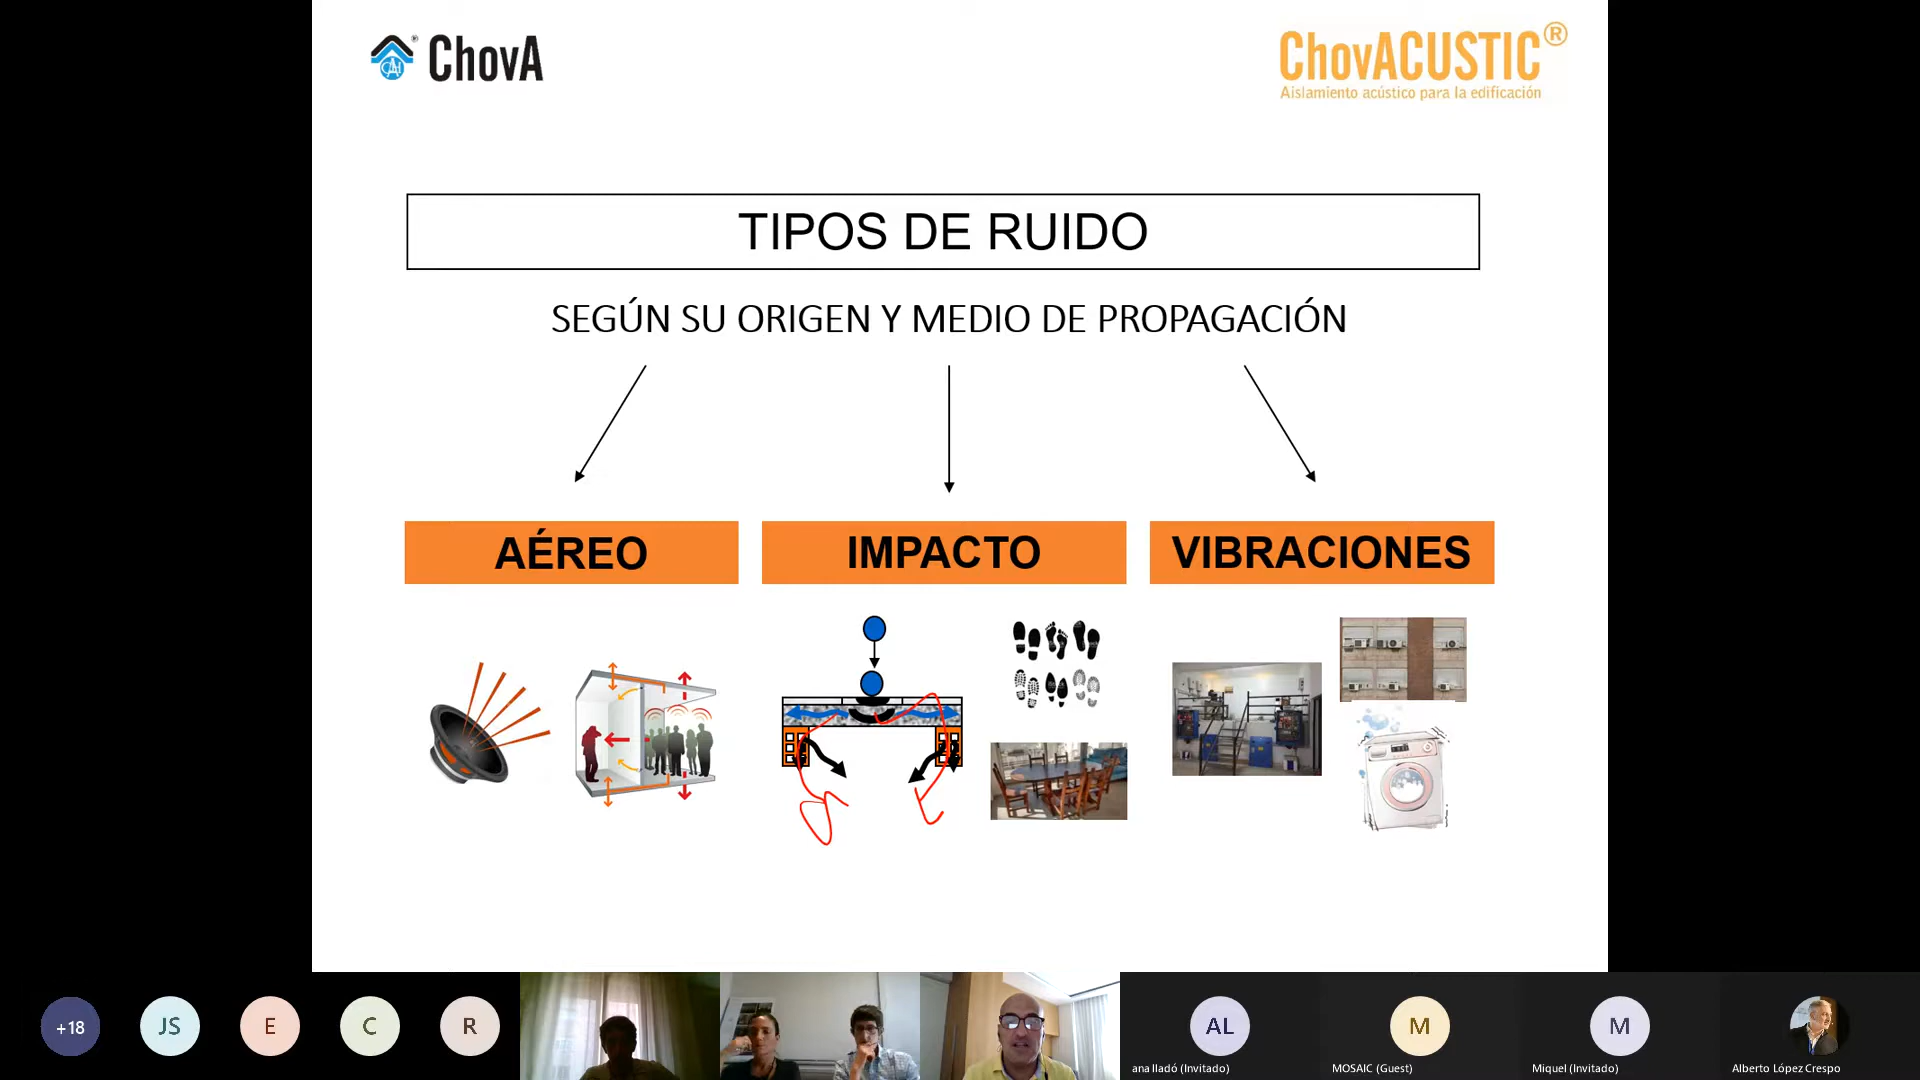 ChovA
ChovACUSTIC®
Aislamiento acústico para la edificación
TIPOS DE RUIDO
SEGÚN SU ORIGEN Y MEDIO DE PROPAGACIÓN
AÉREO
IMPACTO
VIBRACIONES
+18
JS
E
C
R
AL
M
M
ana lladó (Invitado)
MOSAIC (Guest)
Miquel (Invitado)
Alberto López Crespo